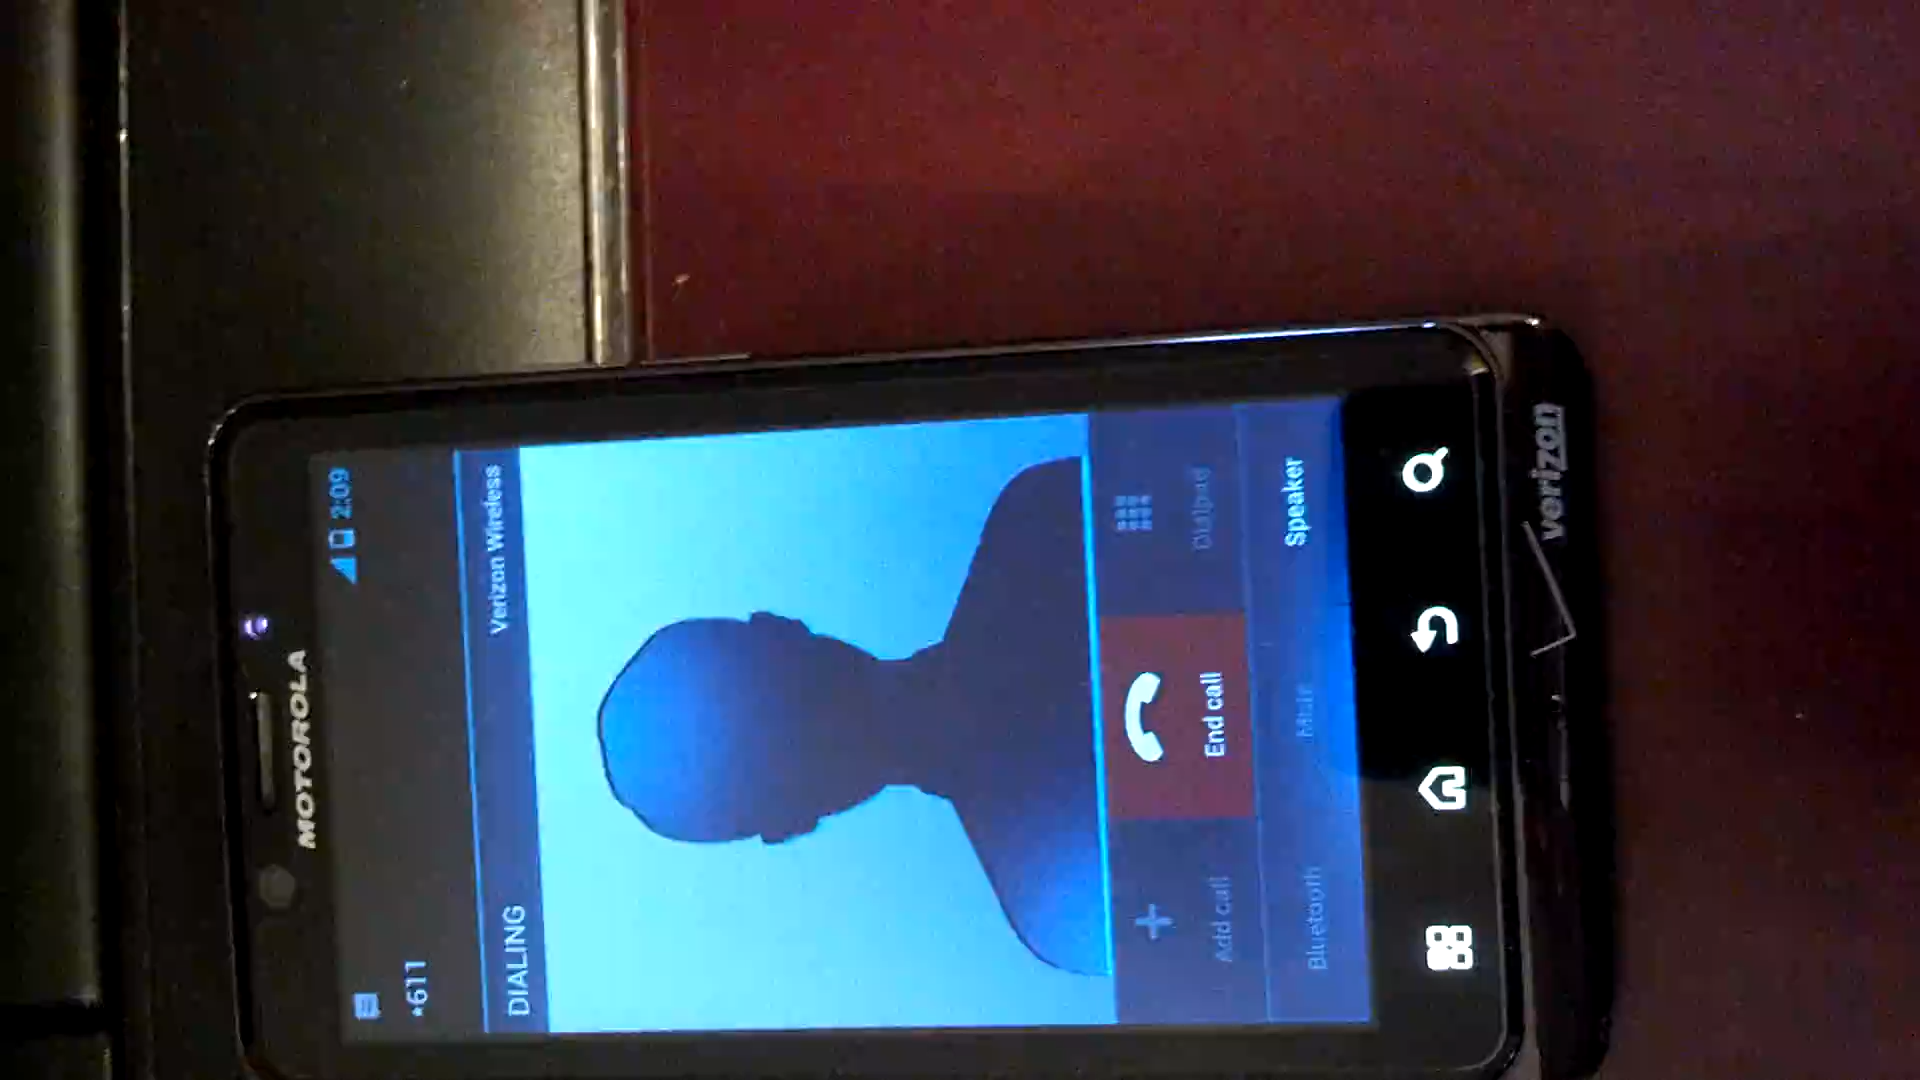 MOTOROLA
2:09
*611
DIALING
Verizon Wireless
Add call
End call
Dialpad
Bluetooth
Mute
Speaker
verizon